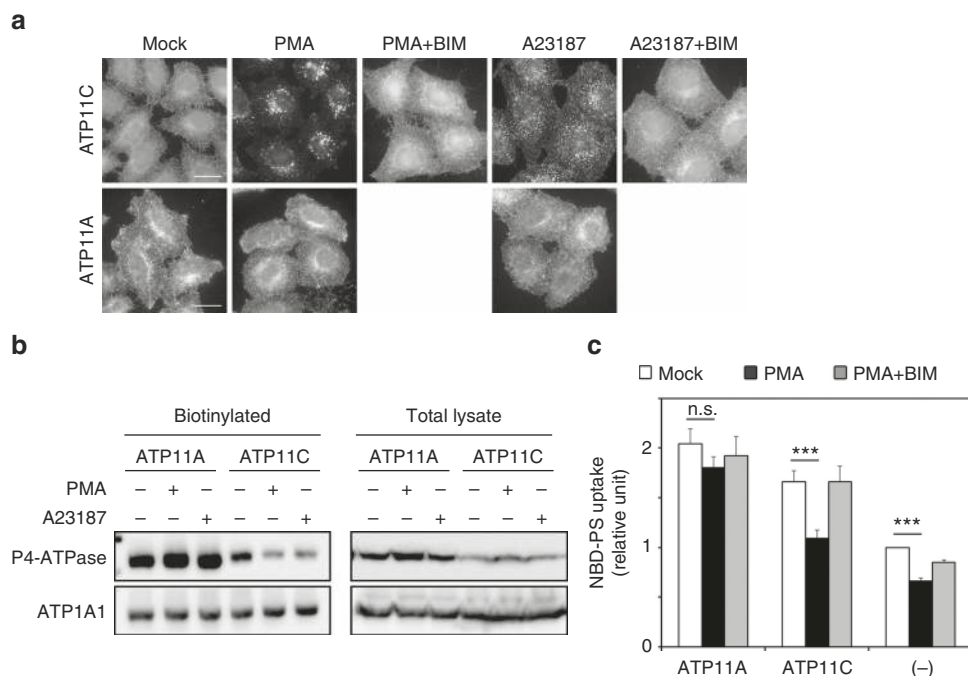 a
Mock PMA PMA+BIM A23187 A23187+BIM
ATP11C
ATP11A
b
Biotinylated Total lysate
ATP11A ATP11C ATP11A ATP11C
PMA – + – – + – – + – – + –
A23187 – – + – – + – – + – – +
P4-ATPase
ATP1A1
c
Mock PMA PMA+BIM
NBD-PS uptake
(relative unit)
2
1
0
n.s.
***
***
ATP11A ATP11C (–)